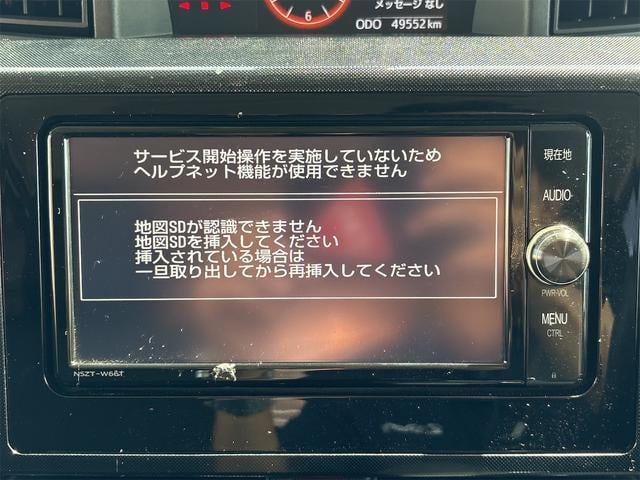 メッセージ なし
6
ODO 49552km
サービス開始操作を実施していないため
ヘルプネット機能が使用できません
地図SDが認識できません
地図SDを挿入してください
挿入されている場合は
一旦取り出してから再挿入してください
現在地
AUDIO
PWR·VOL
MENU
CTRL
NSZT-W66T